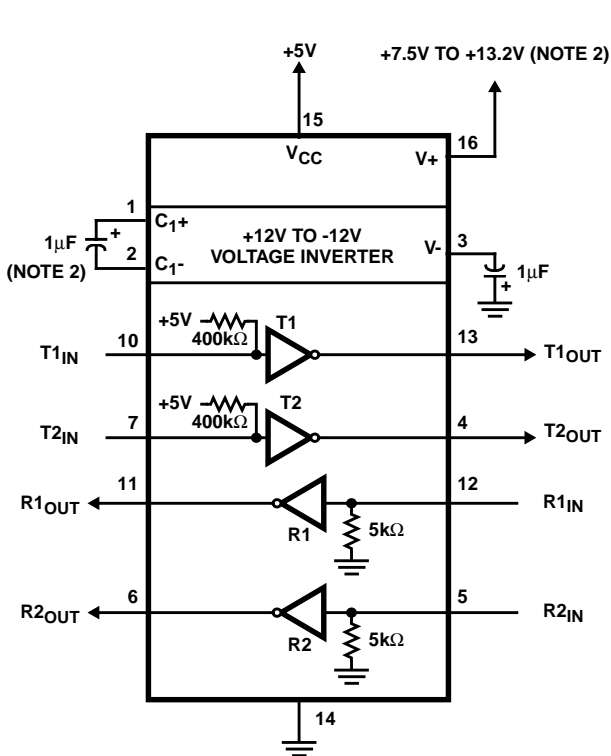 +5V
+7.5V TO +13.2V (NOTE 2)
15
16
VCC
V+
1
C1+
1µF
+
+12V TO -12V
VOLTAGE INVERTER
V-
3
2
(NOTE 2)
C1-
1µF
+
+5V
400kΩ
T1
T1IN
10
13
T1OUT
+5V
400kΩ
T2
T2IN
7
4
T2OUT
R1OUT
11
12
R1IN
R1
5kΩ
R2OUT
6
5
R2IN
R2
5kΩ
14